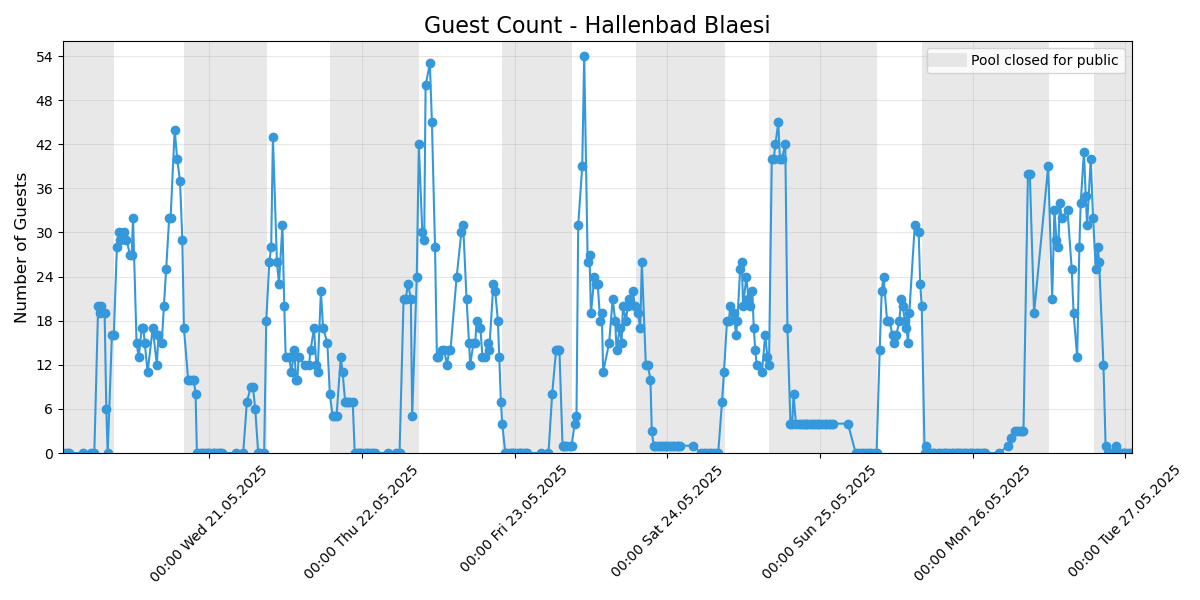 Guest Count - Hallenbad Blaesi
Pool closed for public
Number of Guests
54
48
42
36
30
24
18
12
6
0
00:00 Wed 21.05.2025
00:00 Thu 22.05.2025
00:00 Fri 23.05.2025
00:00 Sat 24.05.2025
00:00 Sun 25.05.2025
00:00 Mon 26.05.2025
00:00 Tue 27.05.2025